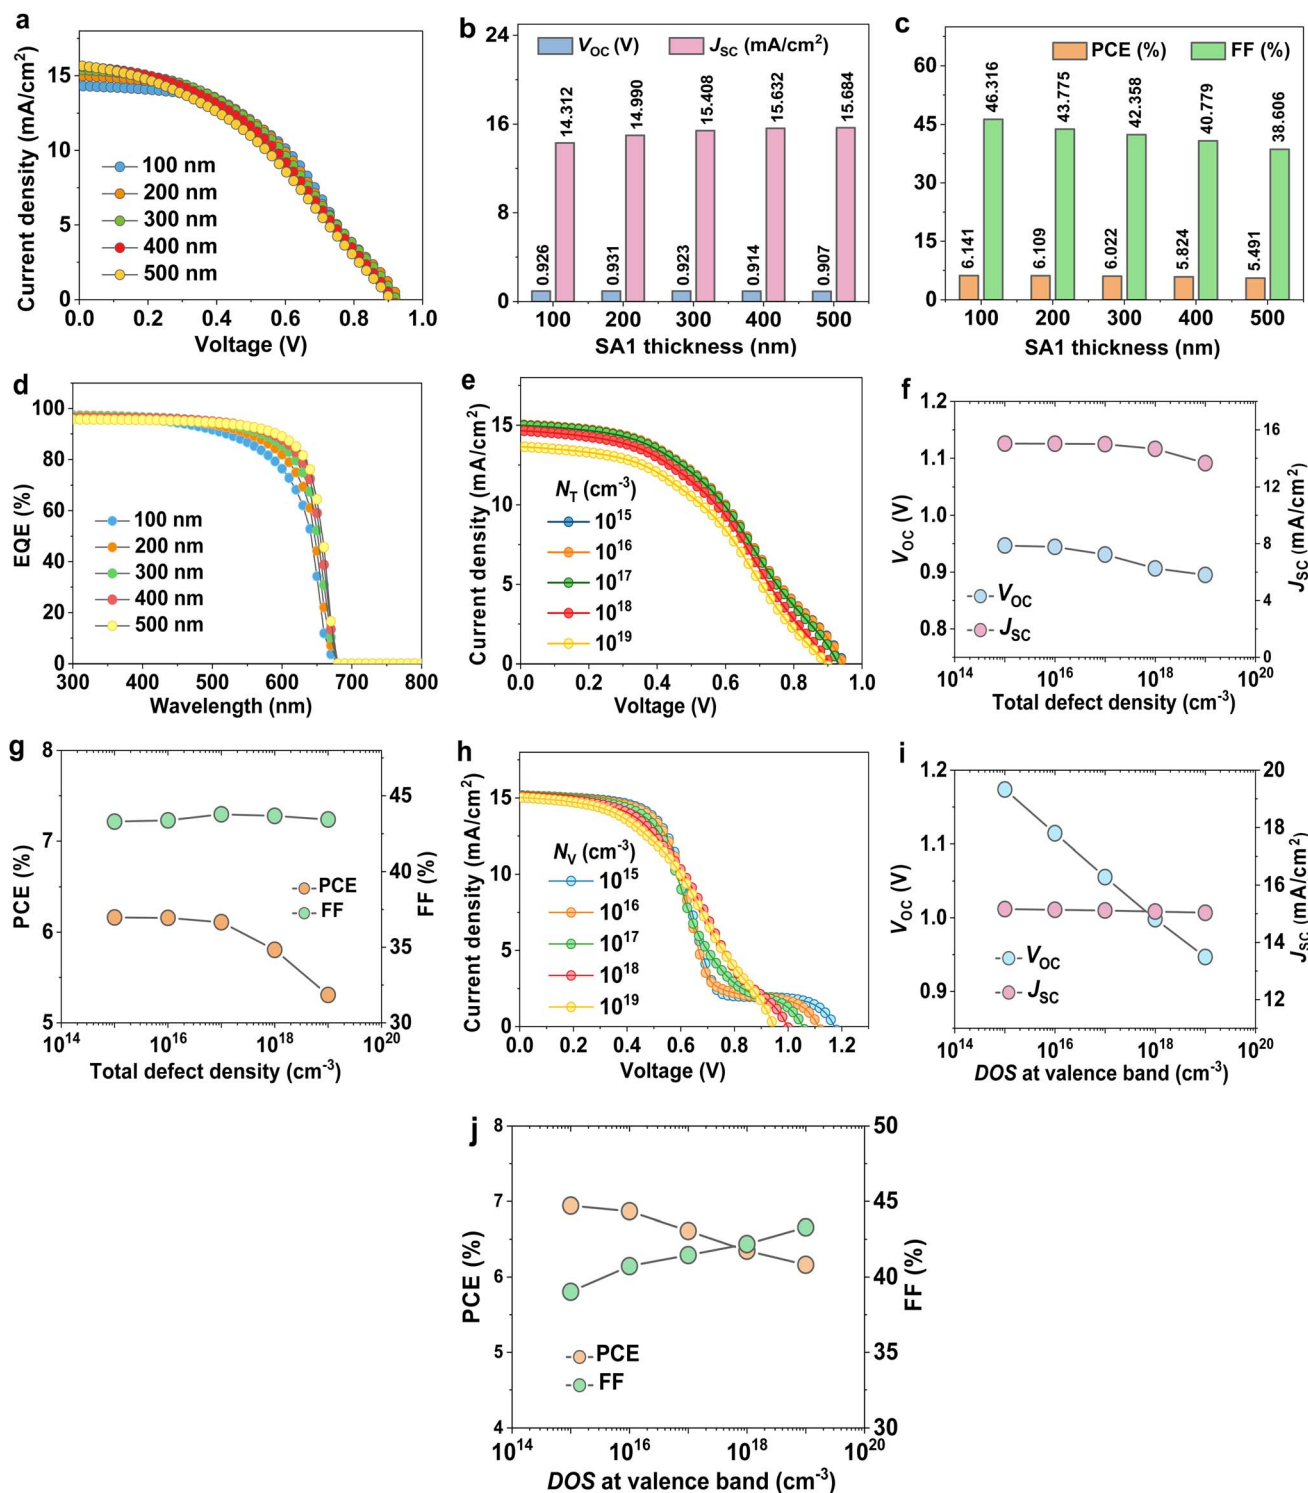 a
Current density (mA/cm²)
15
10
5
0
100 nm
200 nm
300 nm
400 nm
500 nm
0.0 0.2 0.4 0.6 0.8 1.0
Voltage (V)
b
V_OC (V) J_SC (mA/cm²)
24
16
8
0
0.926 14.312 0.931 14.990 0.923 15.408 0.914 15.632 0.907 15.684
100 200 300 400 500
SA1 thickness (nm)
c
PCE (%) FF (%)
60
45
30
15
0
6.141 46.316 6.109 43.775 6.022 42.358 5.824 40.779 5.491 38.606
100 200 300 400 500
SA1 thickness (nm)
d
EQE (%)
100
80
60
40
20
0
100 nm
200 nm
300 nm
400 nm
500 nm
300 400 500 600 700 800
Wavelength (nm)
e
Current density (mA/cm²)
15
10
5
0
N_T (cm⁻³)
10¹⁵
10¹⁶
10¹⁷
10¹⁸
10¹⁹
0.0 0.2 0.4 0.6 0.8 1.0
Voltage (V)
f
V_OC (V)
1.2
1.1
1.0
0.9
0.8
V_OC
J_SC
16
12
8
4
0
J_SC (mA/cm²)
10¹⁴ 10¹⁶ 10¹⁸ 10²⁰
Total defect density (cm⁻³)
g
PCE (%)
8
7
6
5
PCE
FF
45
40
35
30
FF (%)
10¹⁴ 10¹⁶ 10¹⁸ 10²⁰
Total defect density (cm⁻³)
h
Current density (mA/cm²)
15
10
5
0
N_V (cm⁻³)
10¹⁵
10¹⁶
10¹⁷
10¹⁸
10¹⁹
0.0 0.2 0.4 0.6 0.8 1.0 1.2
Voltage (V)
i
V_OC (V)
1.2
1.1
1.0
0.9
V_OC
J_SC
20
18
16
14
12
J_SC (mA/cm²)
10¹⁴ 10¹⁶ 10¹⁸ 10²⁰
DOS at valence band (cm⁻³)
j
PCE (%)
8
7
6
5
4
PCE
FF
50
45
40
35
30
FF (%)
10¹⁴ 10¹⁶ 10¹⁸ 10²⁰
DOS at valence band (cm⁻³)